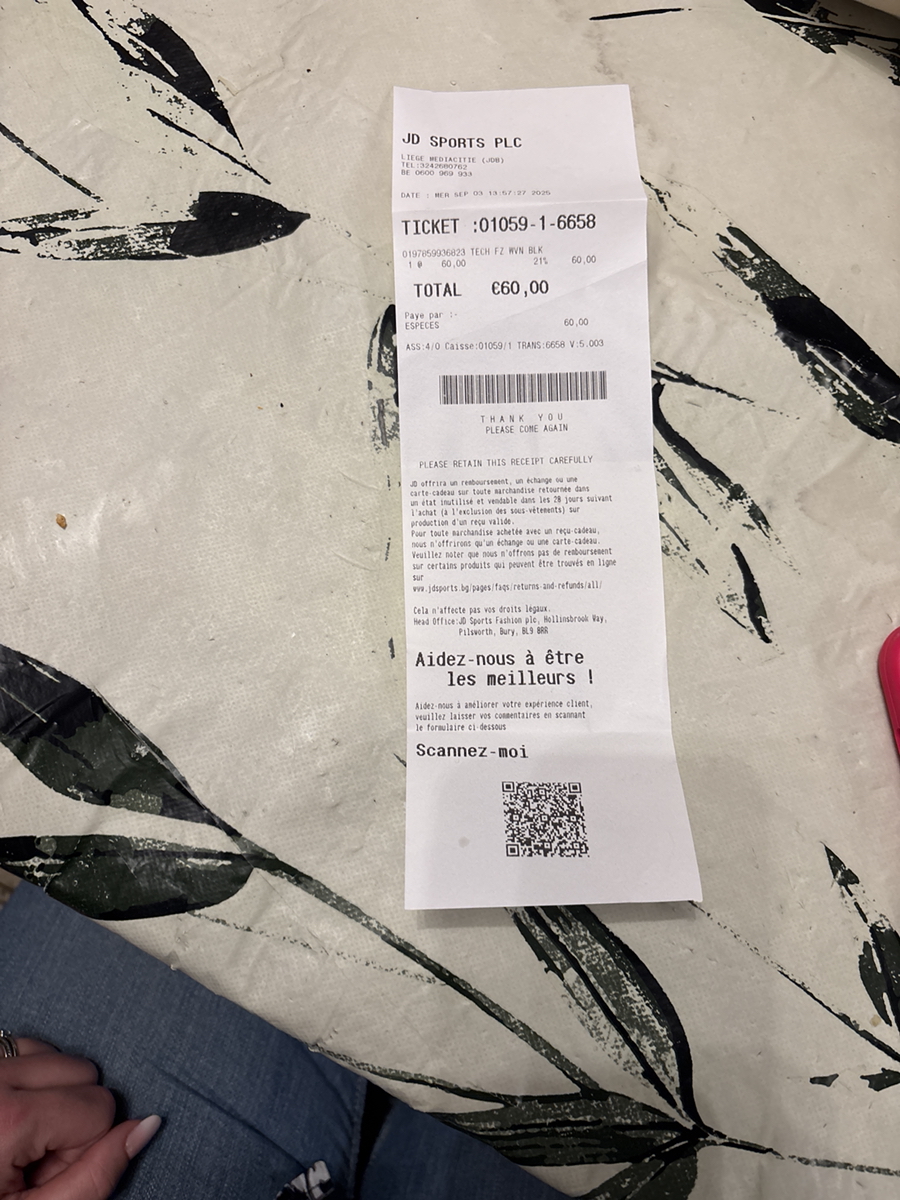 JD SPORTS PLC
LIEGE MEDIACITIE (JDB)
TEL:3242680762
BE 0600 969 933
DATE : MER SEP 03 13:57:27 2025
TICKET :01059-1-6658
0197859936823 TECH FZ WVN BLK
1 @ 60,00 21% 60,00
TOTAL €60,00
Paye par :-
ESPECES 60,00
ASS:4/0 Caisse:01059/1 TRANS:6658 V:5.003
THANK YOU
PLEASE COME AGAIN
PLEASE RETAIN THIS RECEIPT CAREFULLY
JD offrira un remboursement, un échange ou une
carte-cadeau sur toute marchandise retournée dans
un état inutilisé et vendable dans les 28 jours suivant
l'achat (à l'exclusion des sous-vêtements) sur
production d'un reçu valide.
Pour toute marchandise achetée avec un reçu-cadeau,
nous n'offrirons qu'un échange ou une carte-cadeau.
Veuillez noter que nous n'offrons pas de remboursement
sur certains produits qui peuvent être trouvés en ligne
sur
www.jdsports.bg/pages/faqs/returns-and-refunds/all/
Cela n'affecte pas vos droits légaux.
Head Office:JD Sports Fashion plc, Hollinsbrook Way,
Pilsworth, Bury, BL9 8RR
Aidez-nous à être
les meilleurs !
Aidez-nous à améliorer votre expérience client,
veuillez laisser vos commentaires en scannant
le formulaire ci-dessous
Scannez-moi